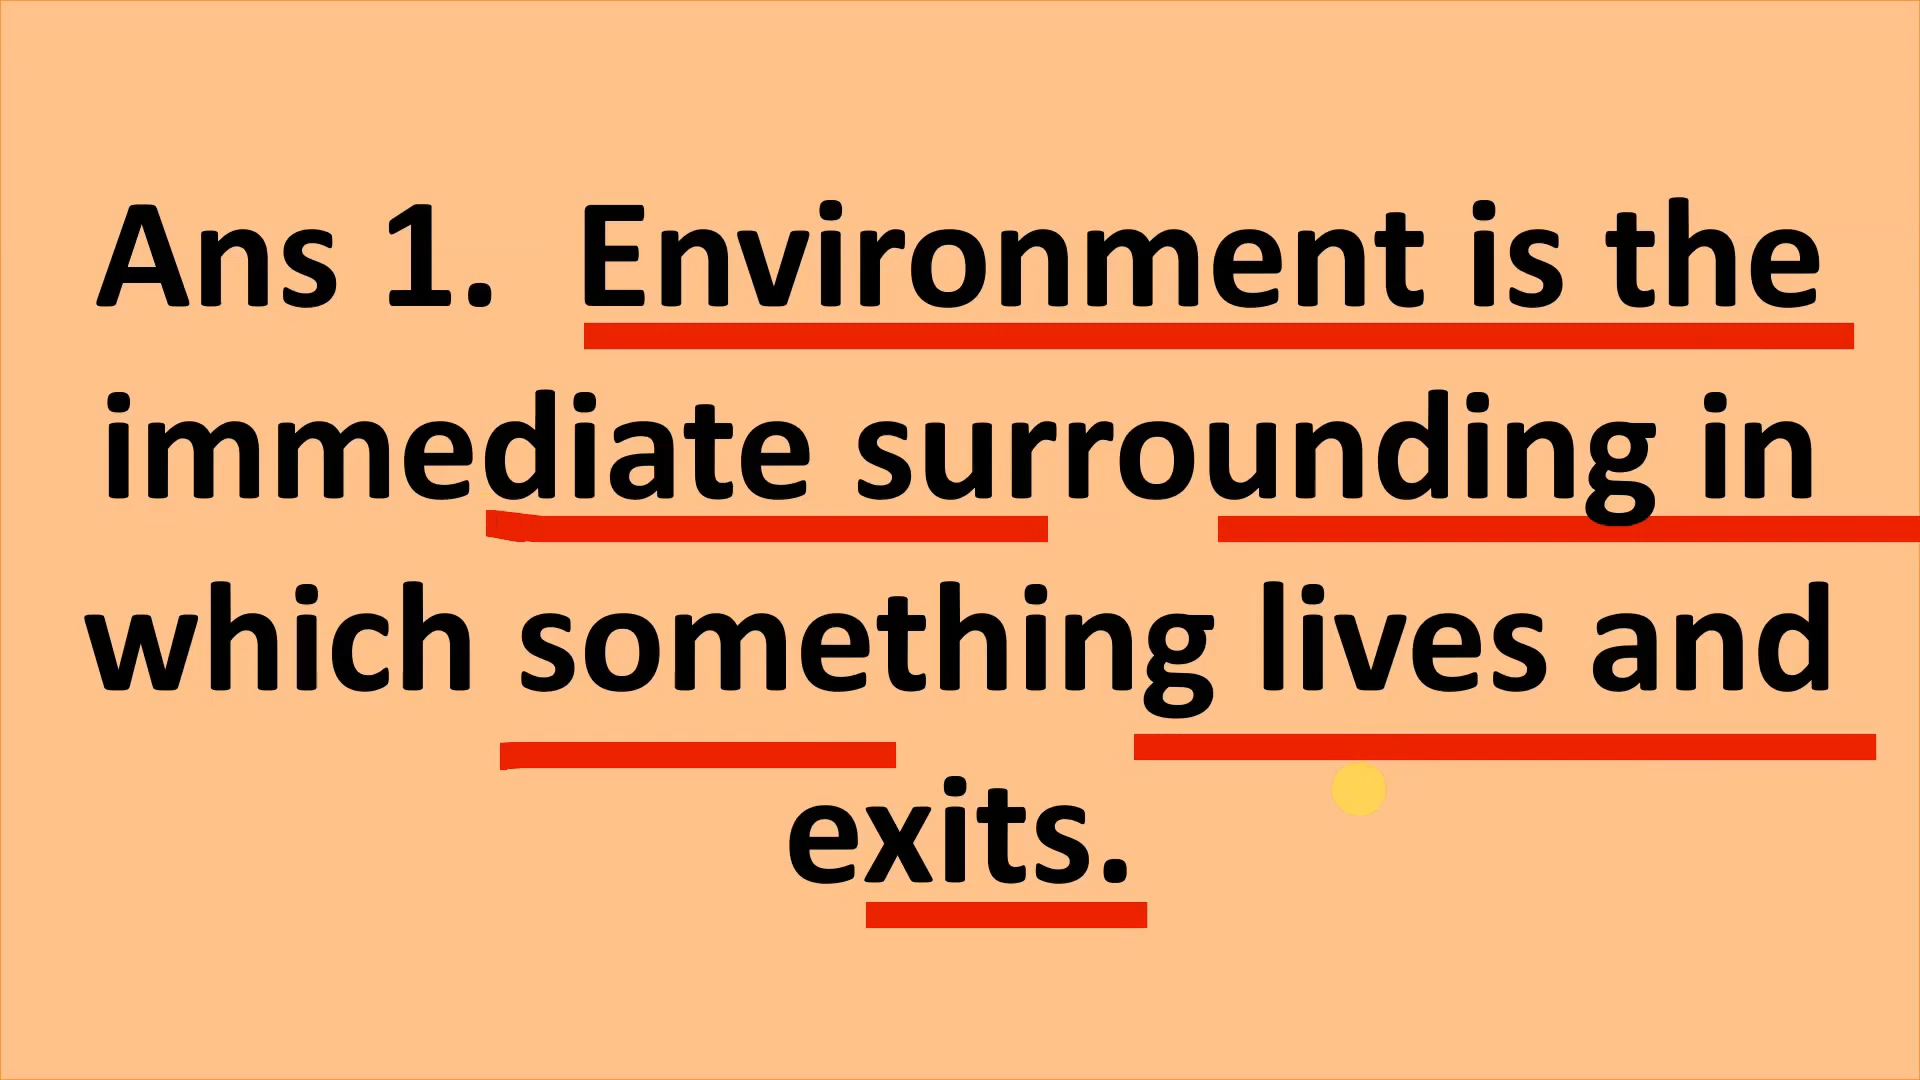 Ans 1. Environment is the
immediate surrounding in
which something lives and
exits.